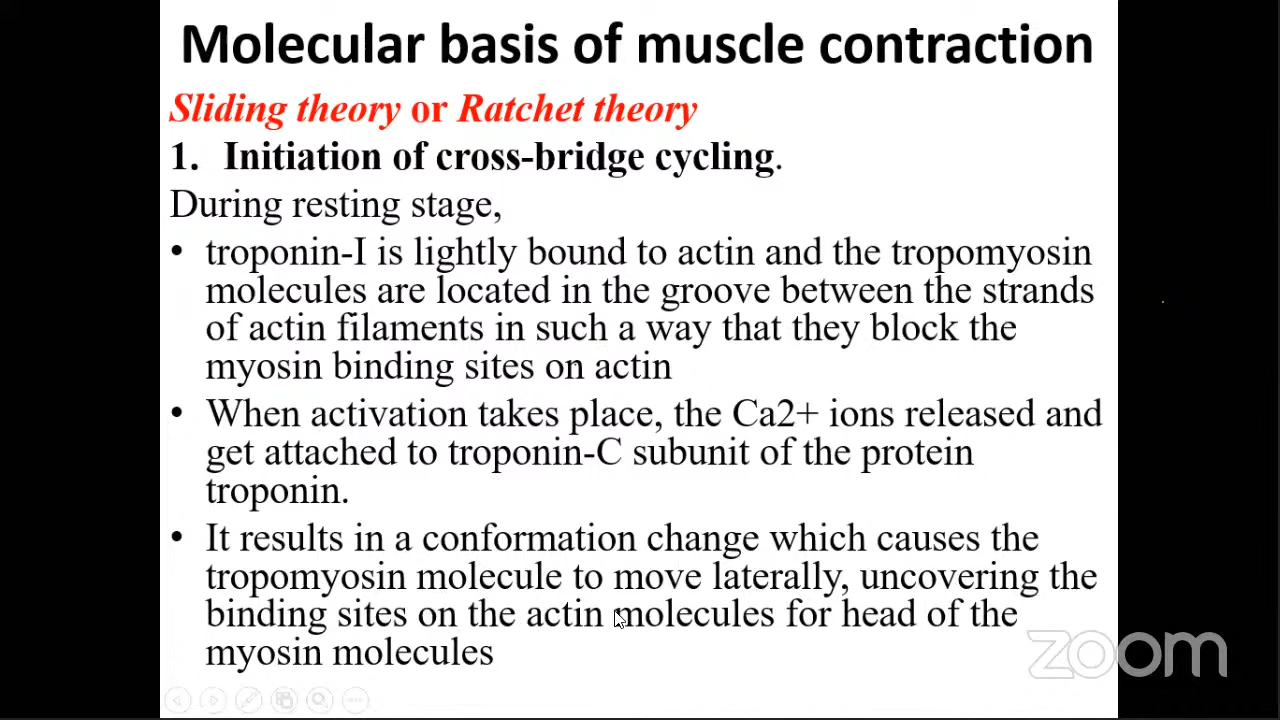 Molecular basis of muscle contraction
Sliding theory or Ratchet theory
1. Initiation of cross-bridge cycling.
During resting stage,
• troponin-I is lightly bound to actin and the tropomyosin
molecules are located in the groove between the strands
of actin filaments in such a way that they block the
myosin binding sites on actin
• When activation takes place, the Ca2+ ions released and
get attached to troponin-C subunit of the protein
troponin.
• It results in a conformation change which causes the
tropomyosin molecule to move laterally, uncovering the
binding sites on the actin molecules for head of the
myosin molecules
zoom